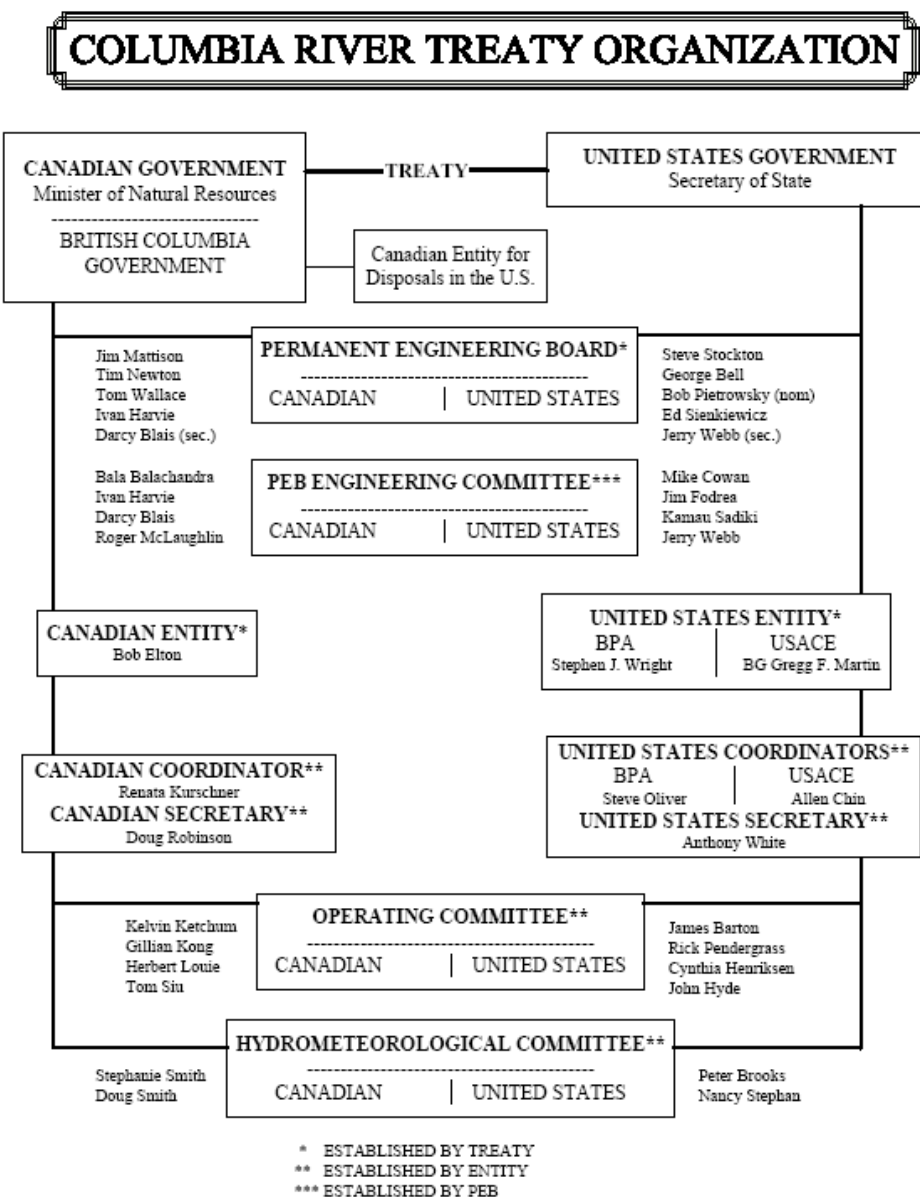 COLUMBIA RIVER TREATY ORGANIZATION
CANADIAN GOVERNMENT
Minister of Natural Resources
--------------------------------
BRITISH COLUMBIA
GOVERNMENT
TREATY
UNITED STATES GOVERNMENT
Secretary of State
Canadian Entity for
Disposals in the U.S.
Jim Mattison
Tim Newton
Tom Wallace
Ivan Harvie
Darcy Blais (sec.)
PERMANENT ENGINEERING BOARD*
--------------------------------------------
CANADIAN | UNITED STATES
Steve Stockton
George Bell
Bob Pietrowsky (nom)
Ed Sienkiewicz
Jerry Webb (sec.)
Bala Balachandra
Ivan Harvie
Darcy Blais
Roger McLaughlin
PEB ENGINEERING COMMITTEE***
--------------------------------------------
CANADIAN | UNITED STATES
Mike Cowan
Jim Fodrea
Kamau Sadiki
Jerry Webb
CANADIAN ENTITY*
Bob Elton
UNITED STATES ENTITY*
BPA | USACE
Stephen J. Wright | BG Gregg F. Martin
CANADIAN COORDINATOR**
Renata Kurschner
CANADIAN SECRETARY**
Doug Robinson
UNITED STATES COORDINATORS**
BPA | USACE
Steve Oliver | Allen Chin
UNITED STATES SECRETARY**
Anthony White
Kelvin Ketchum
Gillian Kong
Herbert Louie
Tom Siu
OPERATING COMMITTEE**
--------------------------------------------
CANADIAN | UNITED STATES
James Barton
Rick Pendergrass
Cynthia Henriksen
John Hyde
HYDROMETEOROLOGICAL COMMITTEE**
--------------------------------------------
CANADIAN | UNITED STATES
Stephanie Smith
Doug Smith
Peter Brooks
Nancy Stephan
* ESTABLISHED BY TREATY
** ESTABLISHED BY ENTITY
*** ESTABLISHED BY PEB